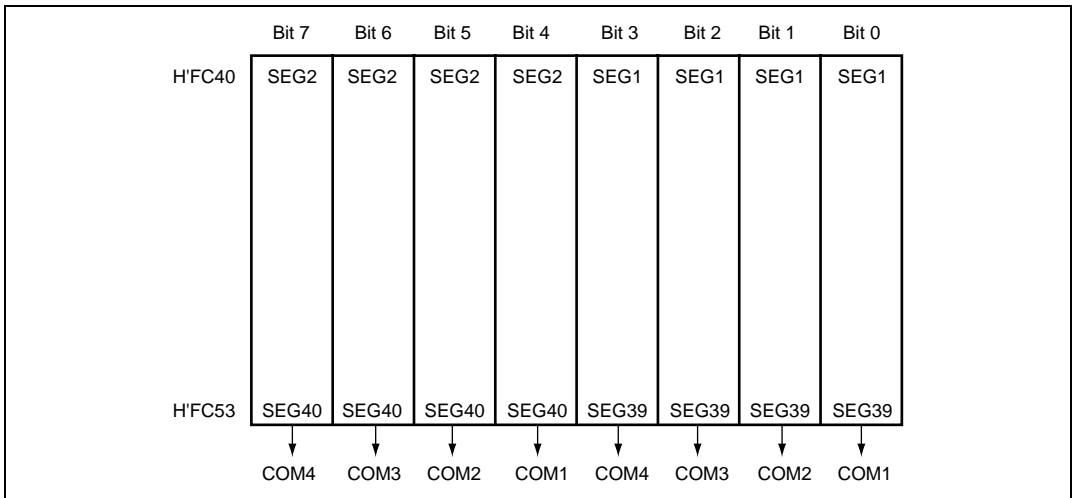 Bit 7 Bit 6 Bit 5 Bit 4 Bit 3 Bit 2 Bit 1 Bit 0
H'FC40 SEG2 SEG2 SEG2 SEG2 SEG1 SEG1 SEG1 SEG1
H'FC53 SEG40 SEG40 SEG40 SEG40 SEG39 SEG39 SEG39 SEG39
COM4 COM3 COM2 COM1 COM4 COM3 COM2 COM1